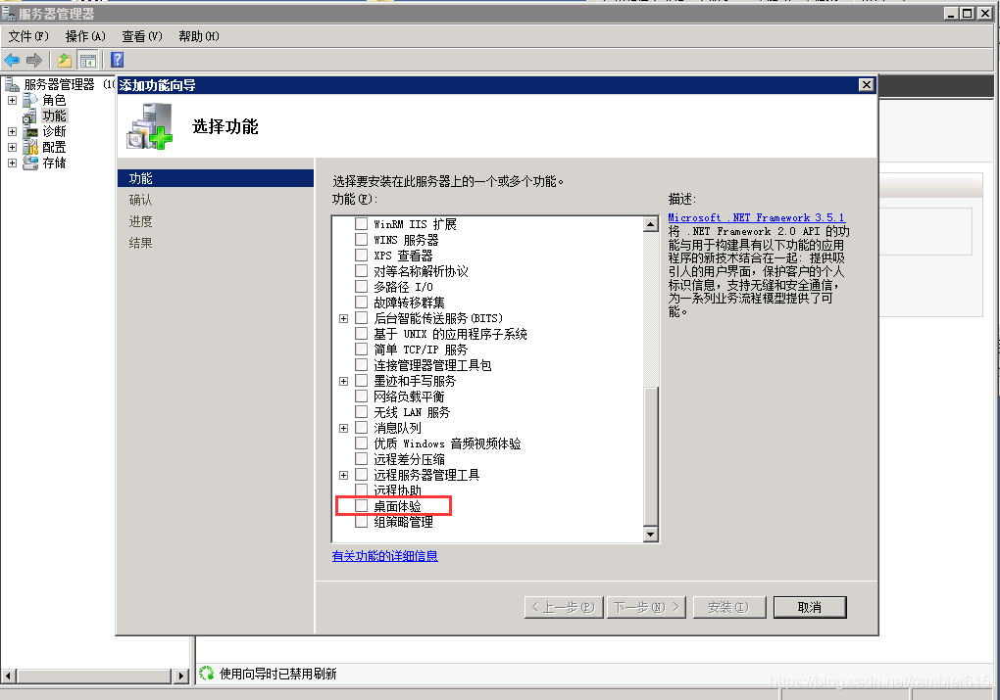 服务器管理器
文件(F) 操作(A) 查看(V) 帮助(H)
服务器管理器 (10
角色
功能
诊断
配置
存储
添加功能向导
选择功能
功能
确认
进度
结果
选择要安装在此服务器上的一个或多个功能。
功能(F):
WinRM IIS 扩展
WINS 服务器
XPS 查看器
对等名称解析协议
多路径 I/O
故障转移群集
后台智能传送服务(BITS)
基于 UNIX 的应用程序子系统
简单 TCP/IP 服务
连接管理器管理工具包
墨迹和手写服务
网络负载平衡
无线 LAN 服务
消息队列
优质 Windows 音频视频体验
远程差分压缩
远程服务器管理工具
远程协助
桌面体验
组策略管理
有关功能的详细信息
描述:
Microsoft .NET Framework 3.5.1
将 .NET Framework 2.0 API 的功
能与用于构建具有以下功能的应用
程序的新技术结合在一起: 提供吸
引人的用户界面，保护客户的个人
标识信息，支持无缝和安全通信，
为一系列业务流程模型提供了可
能。
< 上一步(P) 下一步(N) > 安装(I) 取消
使用向导时已禁用刷新
https://blog.csdn.net/rambler615